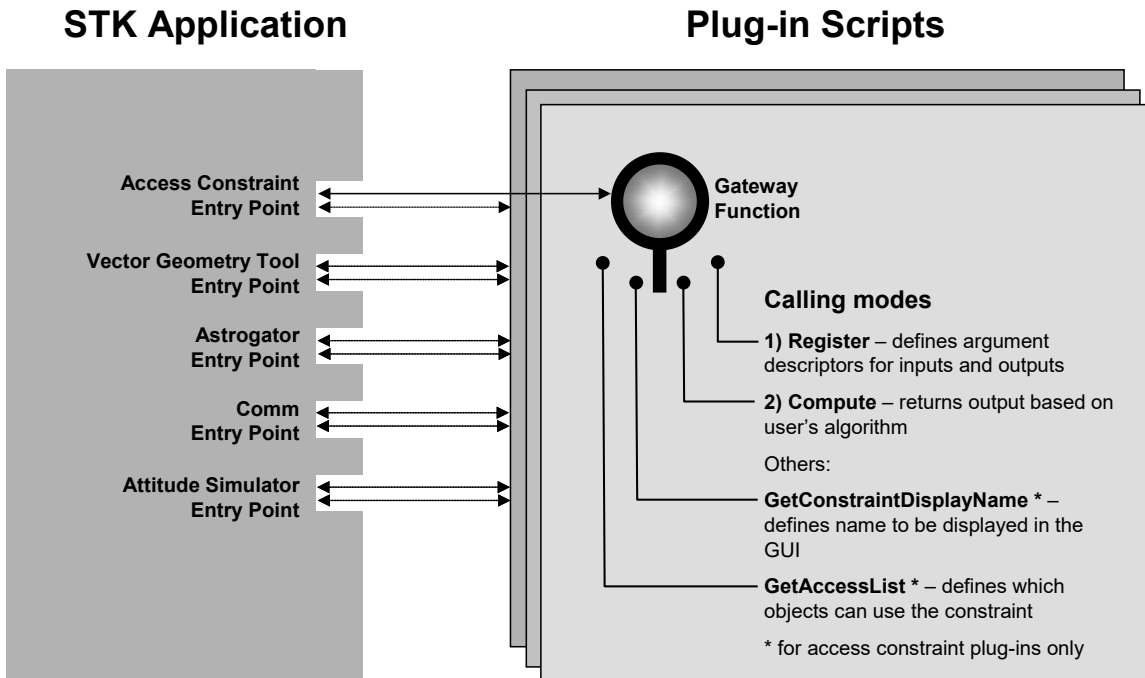 STK Application
Plug-in Scripts
Access Constraint
Entry Point
Vector Geometry Tool
Entry Point
Astrogator
Entry Point
Comm
Entry Point
Attitude Simulator
Entry Point
Gateway
Function
Calling modes
1) Register – defines argument
descriptors for inputs and outputs
2) Compute – returns output based on
user's algorithm
Others:
GetConstraintDisplayName * –
defines name to be displayed in the
GUI
GetAccessList * – defines which
objects can use the constraint
* for access constraint plug-ins only